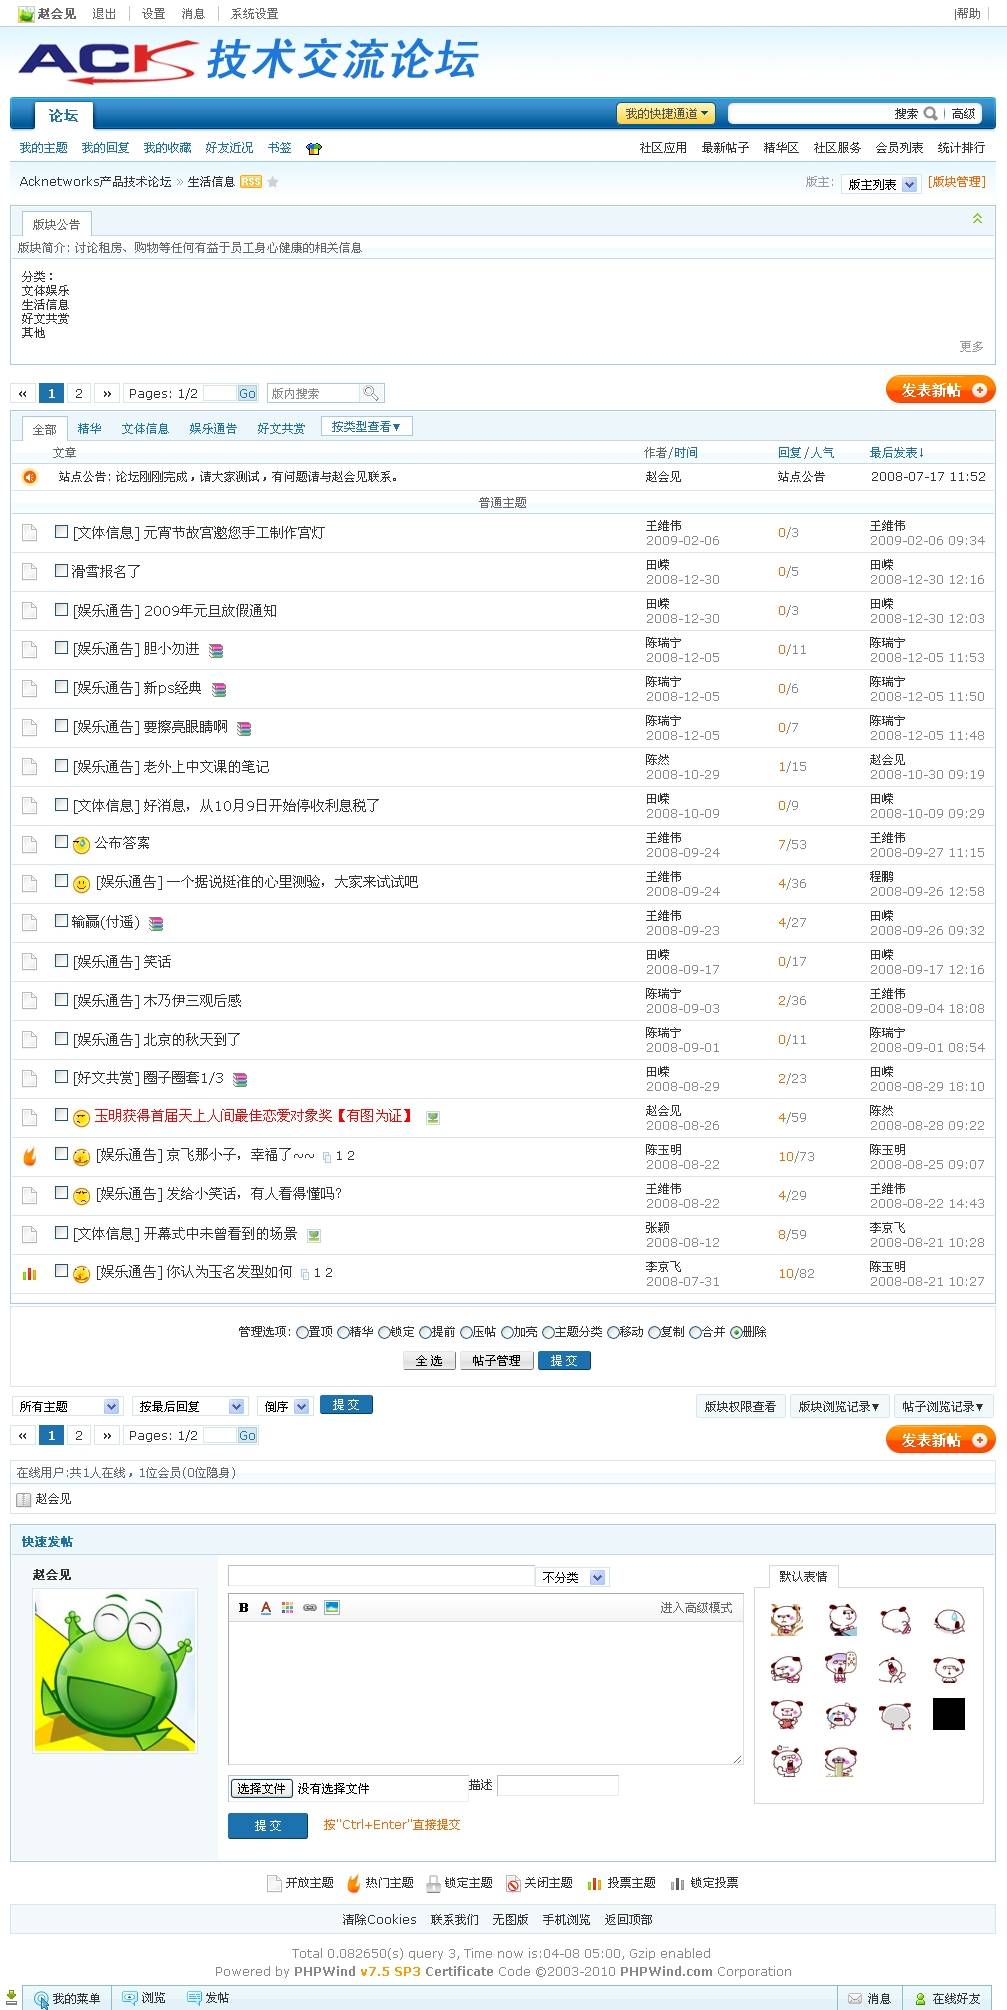 赵会见 退出 设置 消息 系统设置 帮助
ACK 技术交流论坛
论坛 我的快捷通道 搜索 高级
我的主题 我的回复 我的收藏 好友近况 书签 社区应用 最新帖子 精华区 社区服务 会员列表 统计排行
Acknetworks产品技术论坛 » 生活信息 RSS 版主: 版主列表 [版块管理]
版块公告
版块简介: 讨论租房、购物等任何有益于员工身心健康的相关信息
分类：
文体娱乐
生活信息
好文共赏
其他
更多
« 1 2 » Pages: 1/2 Go 版内搜索 发表新帖
全部 精华 文体信息 娱乐通告 好文共赏 按类型查看▼
文章 作者/时间 回复/人气 最后发表↓
站点公告: 论坛刚刚完成，请大家测试，有问题请与赵会见联系。 赵会见 站点公告 2008-07-17 11:52
普通主题
[文体信息] 元宵节故宫邀您手工制作宫灯 王维伟 2009-02-06 0/3 王维伟 2009-02-06 09:34
滑雪报名了 田嵘 2008-12-30 0/5 田嵘 2008-12-30 12:16
[娱乐通告] 2009年元旦放假通知 田嵘 2008-12-30 0/3 田嵘 2008-12-30 12:03
[娱乐通告] 胆小勿进 陈瑞宁 2008-12-05 0/11 陈瑞宁 2008-12-05 11:53
[娱乐通告] 新ps经典 陈瑞宁 2008-12-05 0/6 陈瑞宁 2008-12-05 11:50
[娱乐通告] 要擦亮眼睛啊 陈瑞宁 2008-12-05 0/7 陈瑞宁 2008-12-05 11:48
[娱乐通告] 老外上中文课的笔记 陈然 2008-10-29 1/15 赵会见 2008-10-30 09:19
[文体信息] 好消息，从10月9日开始停收利息税了 田嵘 2008-10-09 0/9 田嵘 2008-10-09 09:29
公布答案 王维伟 2008-09-24 7/53 王维伟 2008-09-27 11:15
[娱乐通告] 一个据说挺准的心里测验，大家来试试吧 王维伟 2008-09-24 4/36 程鹏 2008-09-26 12:58
输赢(付遥) 王维伟 2008-09-23 4/27 田嵘 2008-09-26 09:32
[娱乐通告] 笑话 田嵘 2008-09-17 0/17 田嵘 2008-09-17 12:16
[娱乐通告] 木乃伊三观后感 陈瑞宁 2008-09-03 2/36 王维伟 2008-09-04 18:08
[娱乐通告] 北京的秋天到了 陈瑞宁 2008-09-01 0/11 陈瑞宁 2008-09-01 08:54
[好文共赏] 圈子圈套1/3 田嵘 2008-08-29 2/23 田嵘 2008-08-29 18:10
玉明获得首届天上人间最佳恋爱对象奖【有图为证】 赵会见 2008-08-26 4/59 陈然 2008-08-28 09:22
[娱乐通告] 京飞那小子，幸福了~~ 1 2 陈玉明 2008-08-22 10/73 陈玉明 2008-08-25 09:07
[娱乐通告] 发给小笑话，有人看得懂吗? 王维伟 2008-08-22 4/29 王维伟 2008-08-22 14:43
[文体信息] 开幕式中未曾看到的场景 张颖 2008-08-12 8/59 李京飞 2008-08-21 10:28
[娱乐通告] 你认为玉名发型如何 1 2 李京飞 2008-07-31 10/82 陈玉明 2008-08-21 10:27
管理选项: 置顶 精华 锁定 提前 压帖 加亮 主题分类 移动 复制 合并 删除
全 选 帖子管理 提 交
所有主题 按最后回复 倒序 提 交 版块权限查看 版块浏览记录▼ 帖子浏览记录▼
« 1 2 » Pages: 1/2 Go 发表新帖
在线用户:共1人在线，1位会员(0位隐身)
赵会见
快速发帖
赵会见 不分类 默认表情
B A 进入高级模式
选择文件 没有选择文件 描述
提 交 按"Ctrl+Enter"直接提交
开放主题 热门主题 锁定主题 关闭主题 投票主题 锁定投票
清除Cookies 联系我们 无图版 手机浏览 返回顶部
Total 0.082650(s) query 3, Time now is:04-08 05:00, Gzip enabled
Powered by PHPWind v7.5 SP3 Certificate Code ©2003-2010 PHPWind.com Corporation
我的菜单 浏览 发帖 消息 在线好友